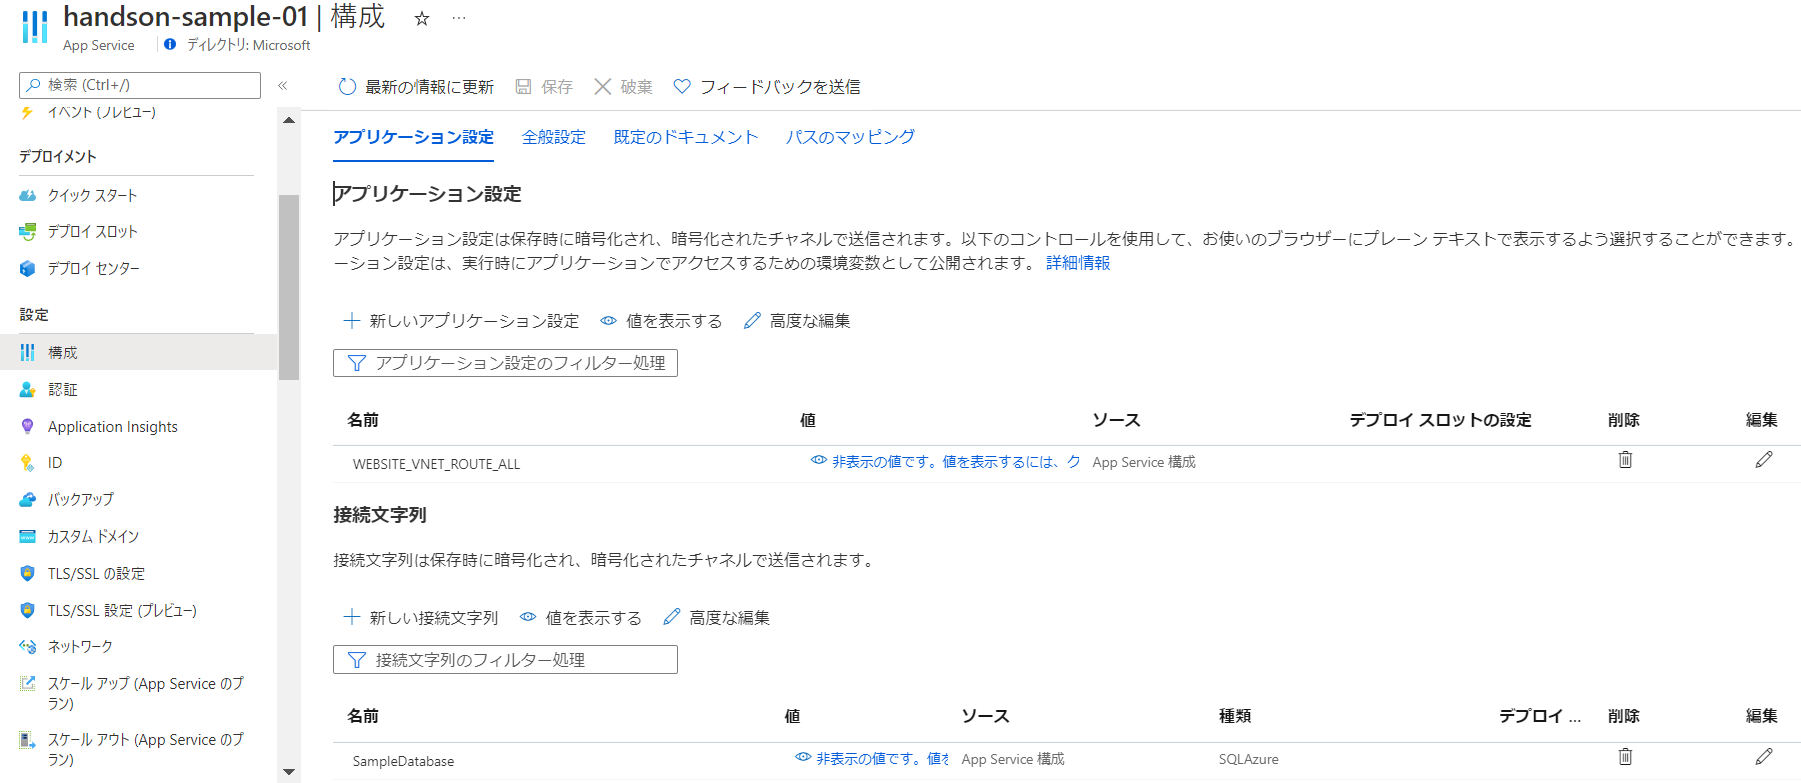 handson-sample-01 | 構成 ☆ …
App Service ディレクトリ: Microsoft
検索 (Ctrl+/) «
イベント (プレビュー)
デプロイメント
クイック スタート
デプロイ スロット
デプロイ センター
設定
構成
認証
Application Insights
ID
バックアップ
カスタム ドメイン
TLS/SSL の設定
TLS/SSL 設定 (プレビュー)
ネットワーク
スケール アップ (App Service のプ
ラン)
スケール アウト (App Service のプ
ラン)
最新の情報に更新 保存 破棄 フィードバックを送信
アプリケーション設定 全般設定 既定のドキュメント パスのマッピング
アプリケーション設定
アプリケーション設定は保存時に暗号化され、暗号化されたチャネルで送信されます。以下のコントロールを使用して、お使いのブラウザーにプレーン テキストで表示するよう選択することができます。
ーション設定は、実行時にアプリケーションでアクセスするための環境変数として公開されます。 詳細情報
新しいアプリケーション設定 値を表示する 高度な編集
アプリケーション設定のフィルター処理
名前 値 ソース デプロイ スロットの設定 削除 編集
WEBSITE_VNET_ROUTE_ALL 非表示の値です。値を表示するには、ク App Service 構成
接続文字列
接続文字列は保存時に暗号化され、暗号化されたチャネルで送信されます。
新しい接続文字列 値を表示する 高度な編集
接続文字列のフィルター処理
名前 値 ソース 種類 デプロイ ... 削除 編集
SampleDatabase 非表示の値です。値を App Service 構成 SQLAzure